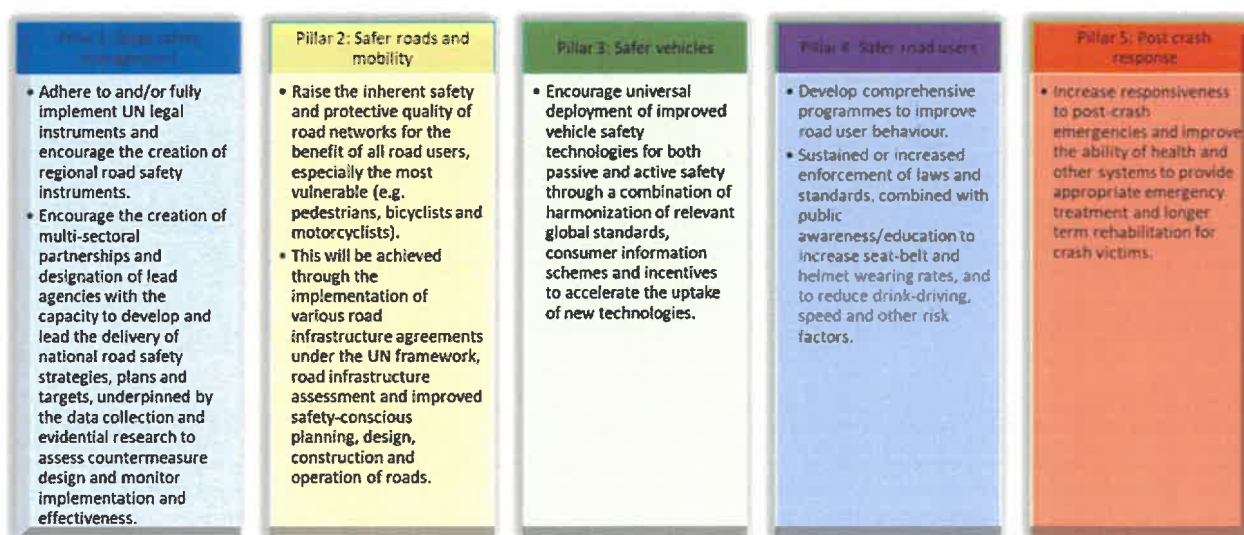 Pillar 1: Road safety
management
• Adhere to and/or fully
implement UN legal
instruments and
encourage the creation of
regional road safety
instruments.
• Encourage the creation of
multi-sectoral
partnerships and
designation of lead
agencies with the
capacity to develop and
lead the delivery of
national road safety
strategies, plans and
targets, underpinned by
the data collection and
evidential research to
assess countermeasure
design and monitor
implementation and
effectiveness.
Pillar 2: Safer roads and
mobility
• Raise the inherent safety
and protective quality of
road networks for the
benefit of all road users,
especially the most
vulnerable (e.g.
pedestrians, bicyclists and
motorcyclists).
• This will be achieved
through the
implementation of
various road
infrastructure agreements
under the UN framework,
road infrastructure
assessment and improved
safety-conscious
planning, design,
construction and
operation of roads.
Pillar 3: Safer vehicles
• Encourage universal
deployment of improved
vehicle safety
technologies for both
passive and active safety
through a combination of
harmonization of relevant
global standards,
consumer information
schemes and incentives
to accelerate the uptake
of new technologies.
Pillar 4: Safer road users
• Develop comprehensive
programmes to improve
road user behaviour.
• Sustained or increased
enforcement of laws and
standards, combined with
public
awareness/education to
increase seat-belt and
helmet wearing rates, and
to reduce drink-driving,
speed and other risk
factors.
Pillar 5: Post crash
response
• Increase responsiveness
to post-crash
emergencies and improve
the ability of health and
other systems to provide
appropriate emergency
treatment and longer
term rehabilitation for
crash victims.